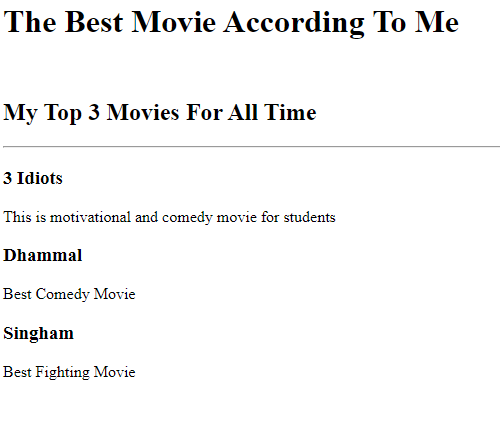 The Best Movie According To Me
My Top 3 Movies For All Time
3 Idiots
This is motivational and comedy movie for students
Dhammal
Best Comedy Movie
Singham
Best Fighting Movie